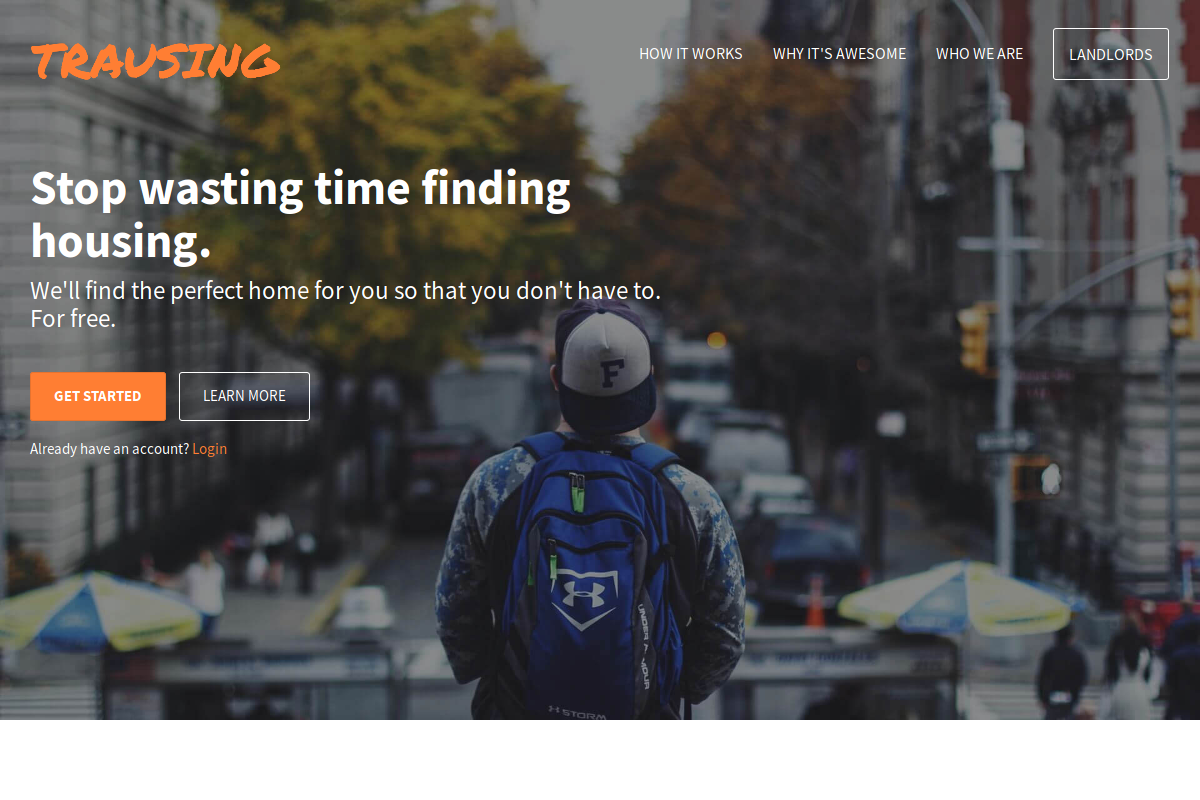 TRAUSING
HOW IT WORKS
WHY IT'S AWESOME
WHO WE ARE
LANDLORDS
Stop wasting time finding
housing.
We'll find the perfect home for you so that you don't have to.
For free.
GET STARTED
LEARN MORE
Already have an account? Login
F
UNDER ARMOUR
STORM